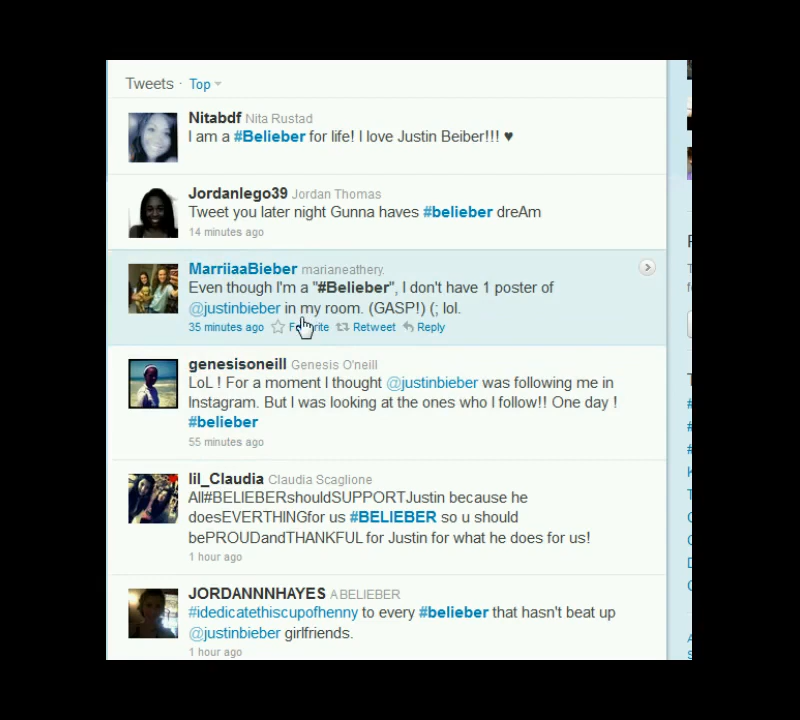 Tweets · Top
Nitabdf Nita Rustad
I am a #Belieber for life! I love Justin Beiber!!! ♥
Jordanlego39 Jordan Thomas
Tweet you later night Gunna haves #belieber dreAm
14 minutes ago
MarriiaaBieber marianeathery.
Even though I'm a "#Belieber", I don't have 1 poster of
@justinbieber in my room. (GASP!) (; lol.
35 minutes ago Favorite Retweet Reply
genesisoneill Genesis O'neill
LoL ! For a moment I thought @justinbieber was following me in
Instagram. But I was looking at the ones who I follow!! One day !
#belieber
55 minutes ago
lil_Claudia Claudia Scaglione
All#BELIEBERshouldSUPPORTJustin because he
doesEVERTHINGfor us #BELIEBER so u should
bePROUDandTHANKFUL for Justin for what he does for us!
1 hour ago
JORDANNNHAYES A BELIEBER
#idedicatethiscupofhenny to every #belieber that hasn't beat up
@justinbieber girlfriends.
1 hour ago